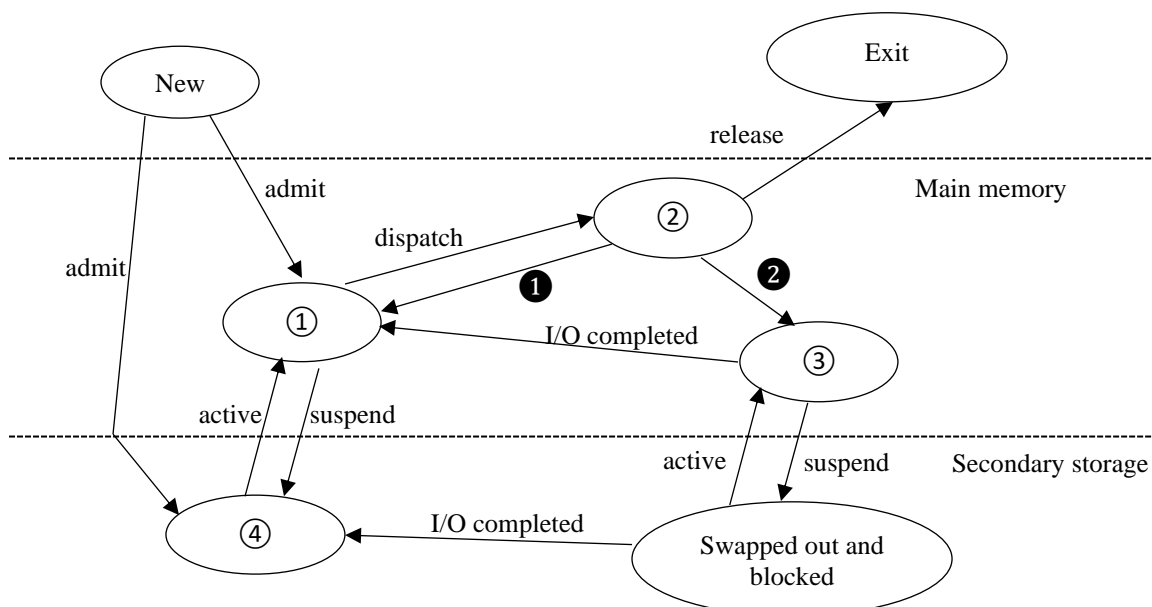 Exit
New
release
Main memory
admit
②
dispatch
admit
❷
❶
①
I/O completed
③
active
suspend
active
suspend
Secondary storage
I/O completed
④
Swapped out and
blocked